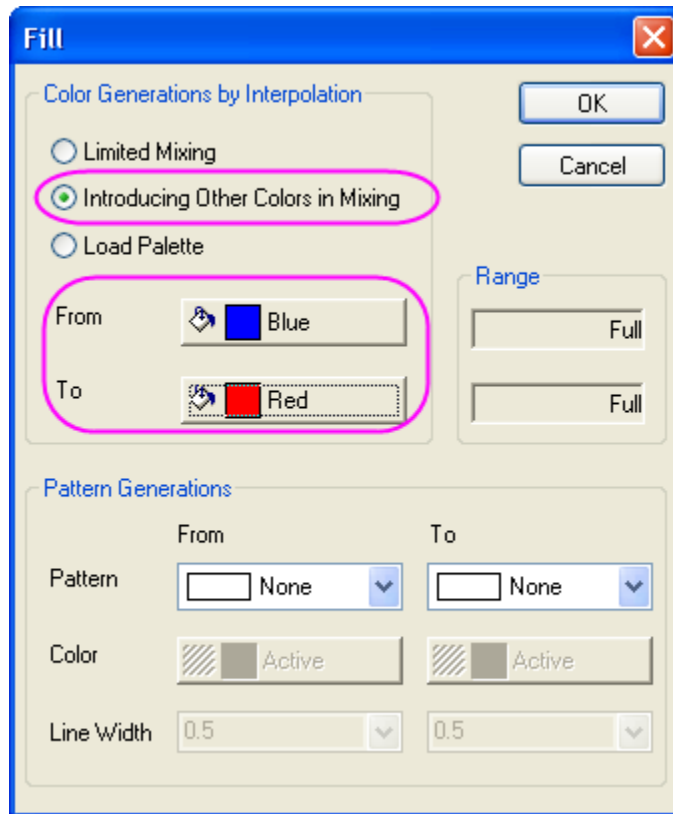 Fill
Color Generations by Interpolation
OK
Limited Mixing
Cancel
Introducing Other Colors in Mixing
Load Palette
Range
From
Blue
Full
To
Red
Full
Pattern Generations
From
To
Pattern
None
None
Color
Active
Active
Line Width
0.5
0.5